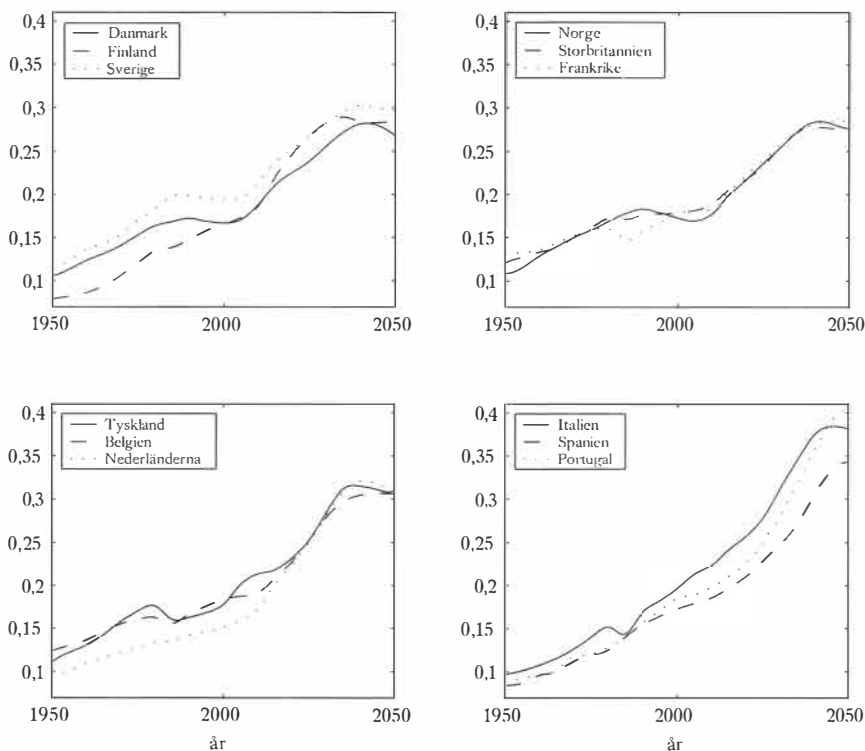 0,4
Danmark
Finland
Sverige
0,35
0,3
0,25
0,2
0,15
0,1
1950 2000 2050
0,4
Norge
Storbritannien
Frankrike
0,35
0,3
0,25
0,2
0,15
0,1
1950 2000 2050
0,4
Tyskland
Belgien
Nederländerna
0,35
0,3
0,25
0,2
0,15
0,1
1950 2000 2050
år
0,4
Italien
Spanien
Portugal
0,35
0,3
0,25
0,2
0,15
0,1
1950 2000 2050
år